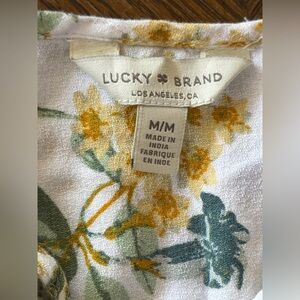 LUCKY BRAND
LOS ANGELES, CA
M/M
MADE IN
INDIA
FABRIQUE
EN INDE